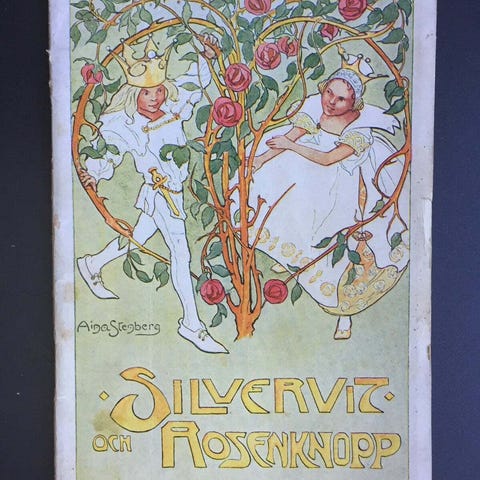 Aina Stenberg
· SILVERVIT ·
OCH ROSENKNOPP